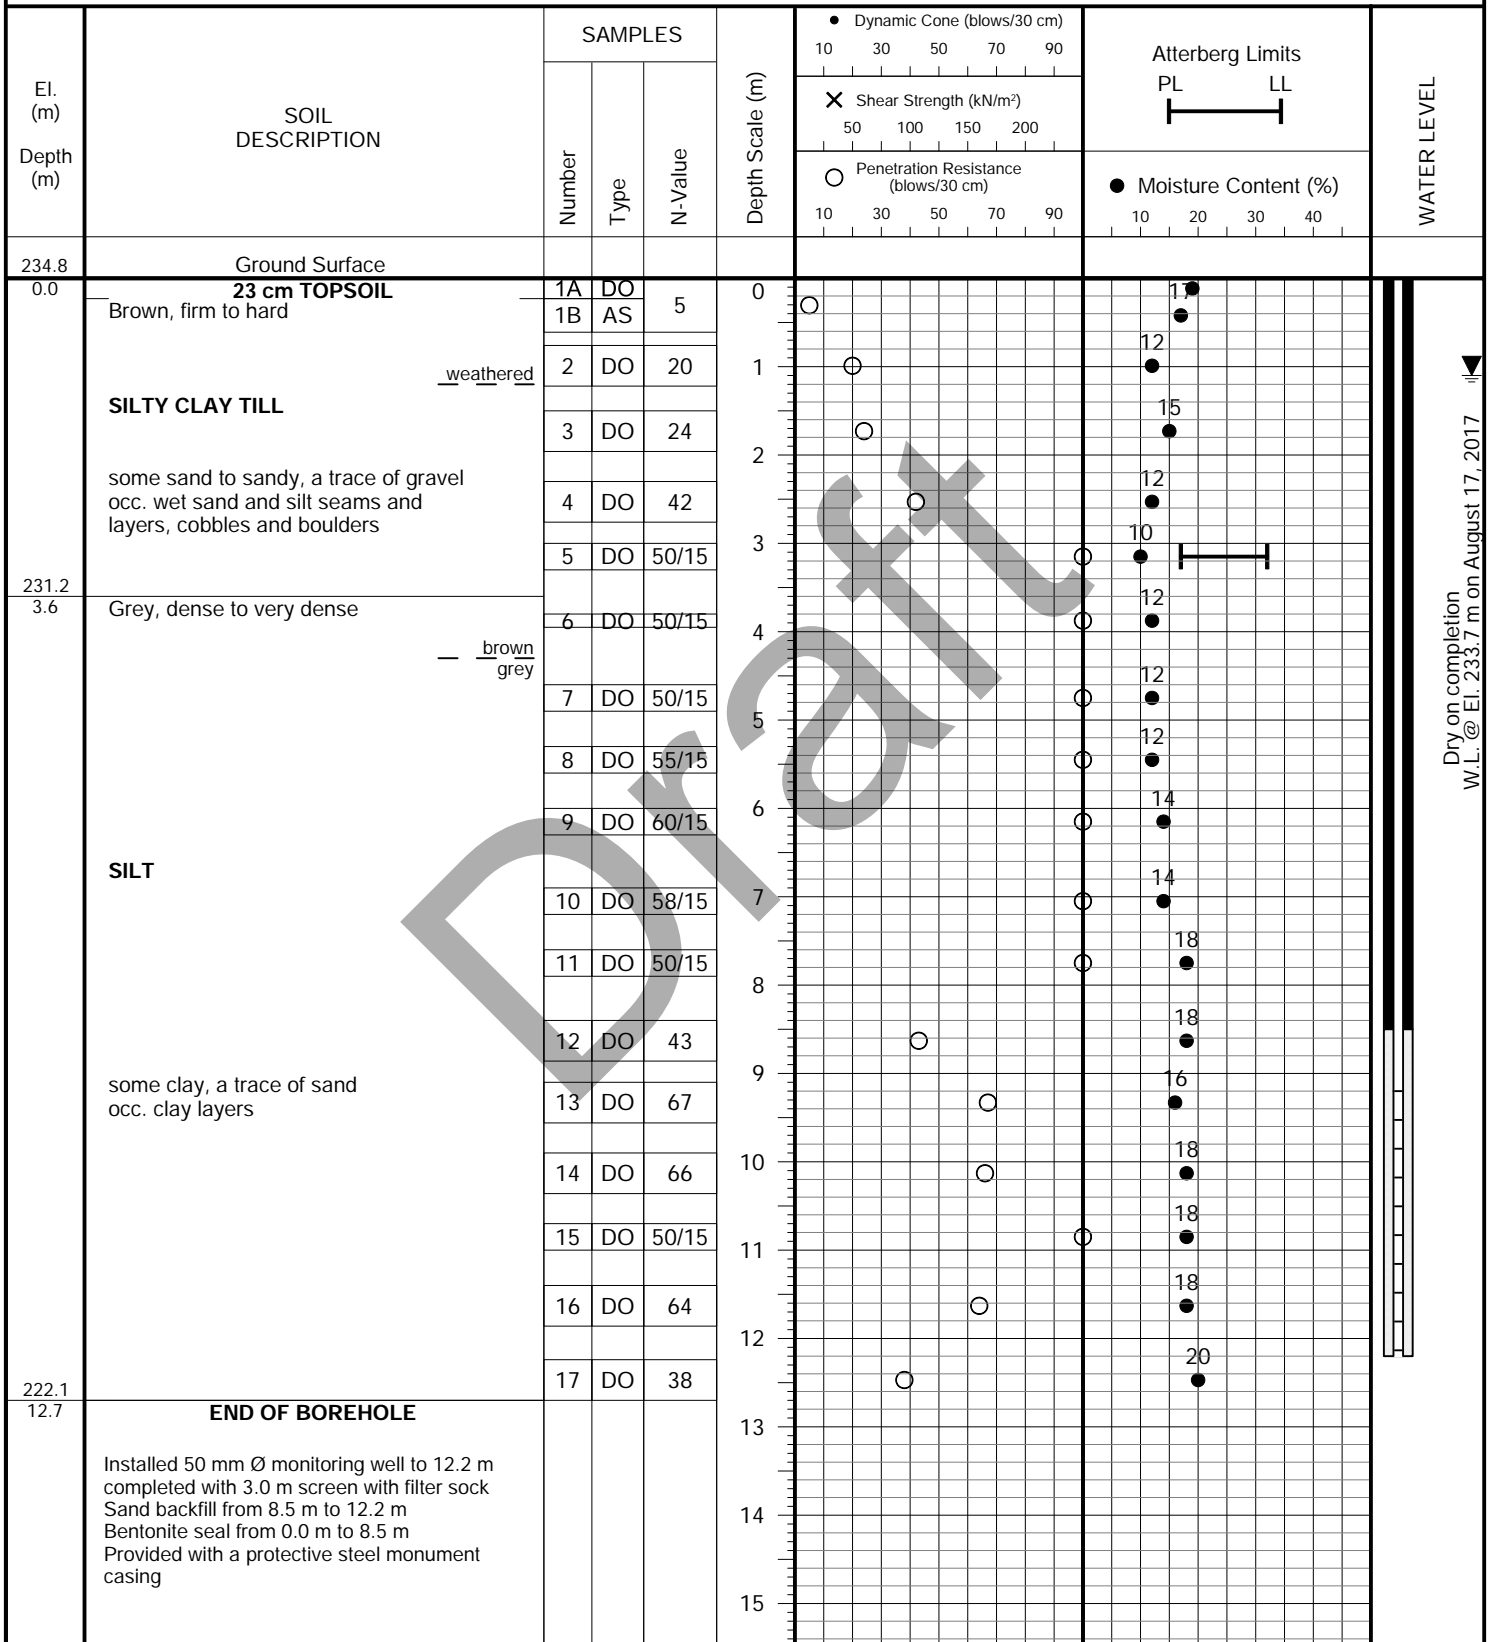 El.
(m)
Depth
(m)
SOIL
DESCRIPTION
SAMPLES
Number
Type
N-Value
Depth Scale (m)
● Dynamic Cone (blows/30 cm)
10 30 50 70 90
✕ Shear Strength (kN/m²)
50 100 150 200
○ Penetration Resistance
(blows/30 cm)
10 30 50 70 90
Atterberg Limits
PL LL
● Moisture Content (%)
10 20 30 40
WATER LEVEL
234.8 Ground Surface
0.0 23 cm TOPSOIL 1A DO 5 0
Brown, firm to hard 1B AS 17
weathered 2 DO 20 1 12
SILTY CLAY TILL
3 DO 24 15
2
some sand to sandy, a trace of gravel
occ. wet sand and silt seams and
layers, cobbles and boulders
4 DO 42 12
3
5 DO 50/15 10
231.2
3.6 Grey, dense to very dense
6 DO 50/15 4 12
brown
grey
7 DO 50/15 12
5
8 DO 55/15 12
6
9 DO 60/15 14
SILT
10 DO 58/15 7 14
11 DO 50/15 18
8
12 DO 43 18
9
some clay, a trace of sand
occ. clay layers
13 DO 67 16
10
14 DO 66 18
15 DO 50/15 18
11
16 DO 64 18
12
17 DO 38 20
222.1
12.7 END OF BOREHOLE
13
Installed 50 mm Ø monitoring well to 12.2 m
completed with 3.0 m screen with filter sock
Sand backfill from 8.5 m to 12.2 m
Bentonite seal from 0.0 m to 8.5 m
Provided with a protective steel monument
casing
14
15
Dry on completion
W.L. @ El. 233.7 m on August 17, 2017
Draft